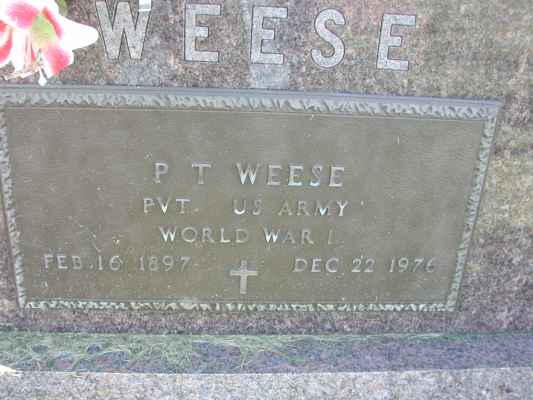 WEESE
P T WEESE
PVT US ARMY
WORLD WAR I
FEB 16 1897 DEC 22 1976